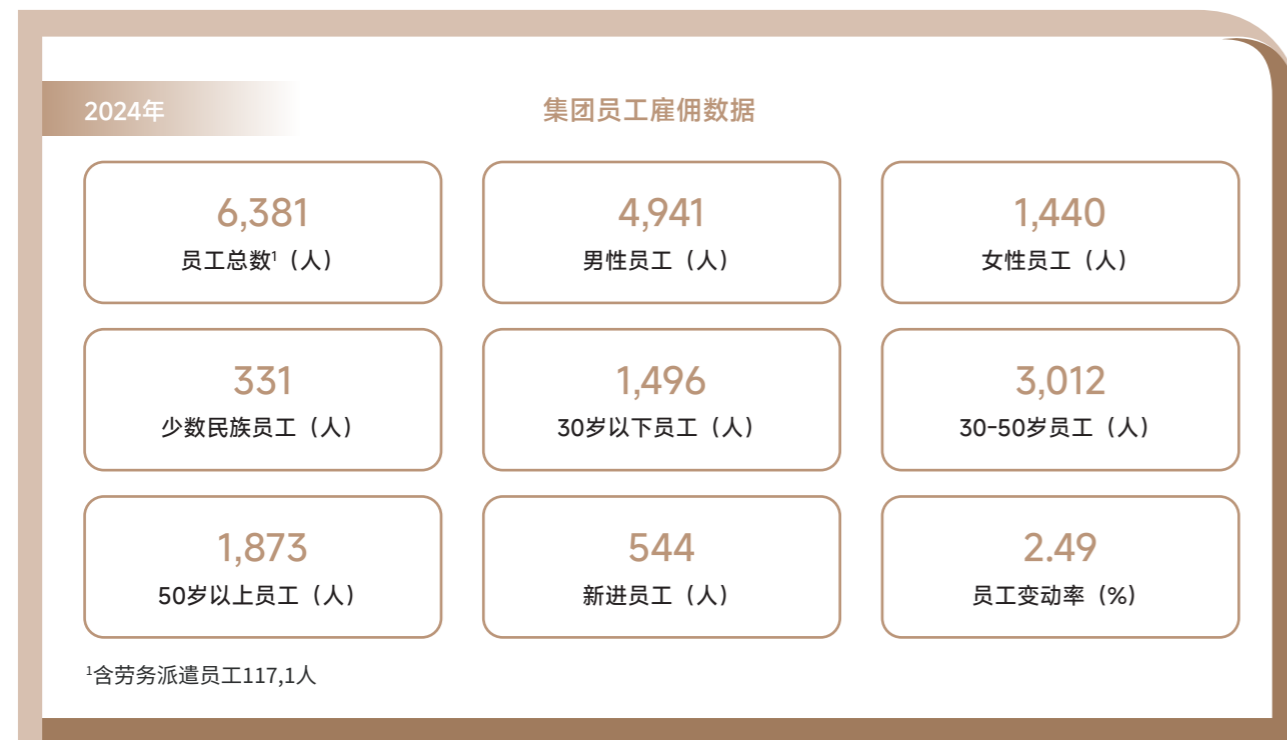 2024年
集团员工雇佣数据
6,381
员工总数¹（人）
4,941
男性员工（人）
1,440
女性员工（人）
331
少数民族员工（人）
1,496
30岁以下员工（人）
3,012
30-50岁员工（人）
1,873
50岁以上员工（人）
544
新进员工（人）
2.49
员工变动率（%）
¹含劳务派遣员工117,1人